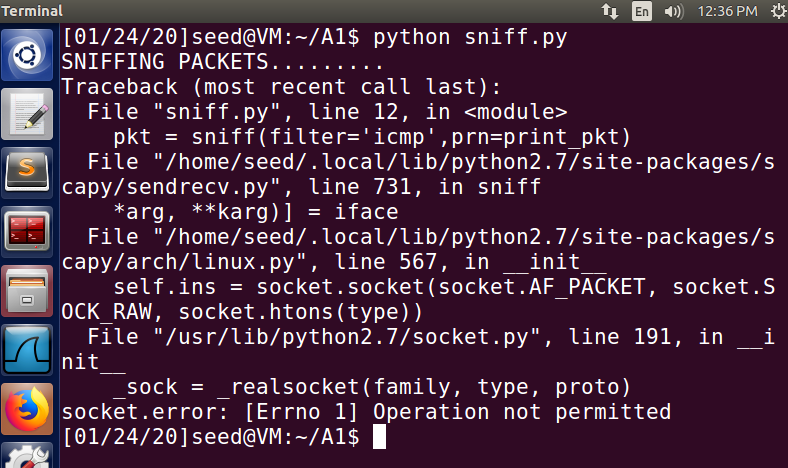 Terminal
En
12:36 PM
[01/24/20]seed@VM:~/A1$ python sniff.py
SNIFFING PACKETS.........
Traceback (most recent call last):
  File "sniff.py", line 12, in <module>
    pkt = sniff(filter='icmp',prn=print_pkt)
  File "/home/seed/.local/lib/python2.7/site-packages/s
capy/sendrecv.py", line 731, in sniff
    *arg, **karg)] = iface
  File "/home/seed/.local/lib/python2.7/site-packages/s
capy/arch/linux.py", line 567, in __init__
    self.ins = socket.socket(socket.AF_PACKET, socket.S
OCK_RAW, socket.htons(type))
  File "/usr/lib/python2.7/socket.py", line 191, in __i
nit__
    _sock = _realsocket(family, type, proto)
socket.error: [Errno 1] Operation not permitted
[01/24/20]seed@VM:~/A1$